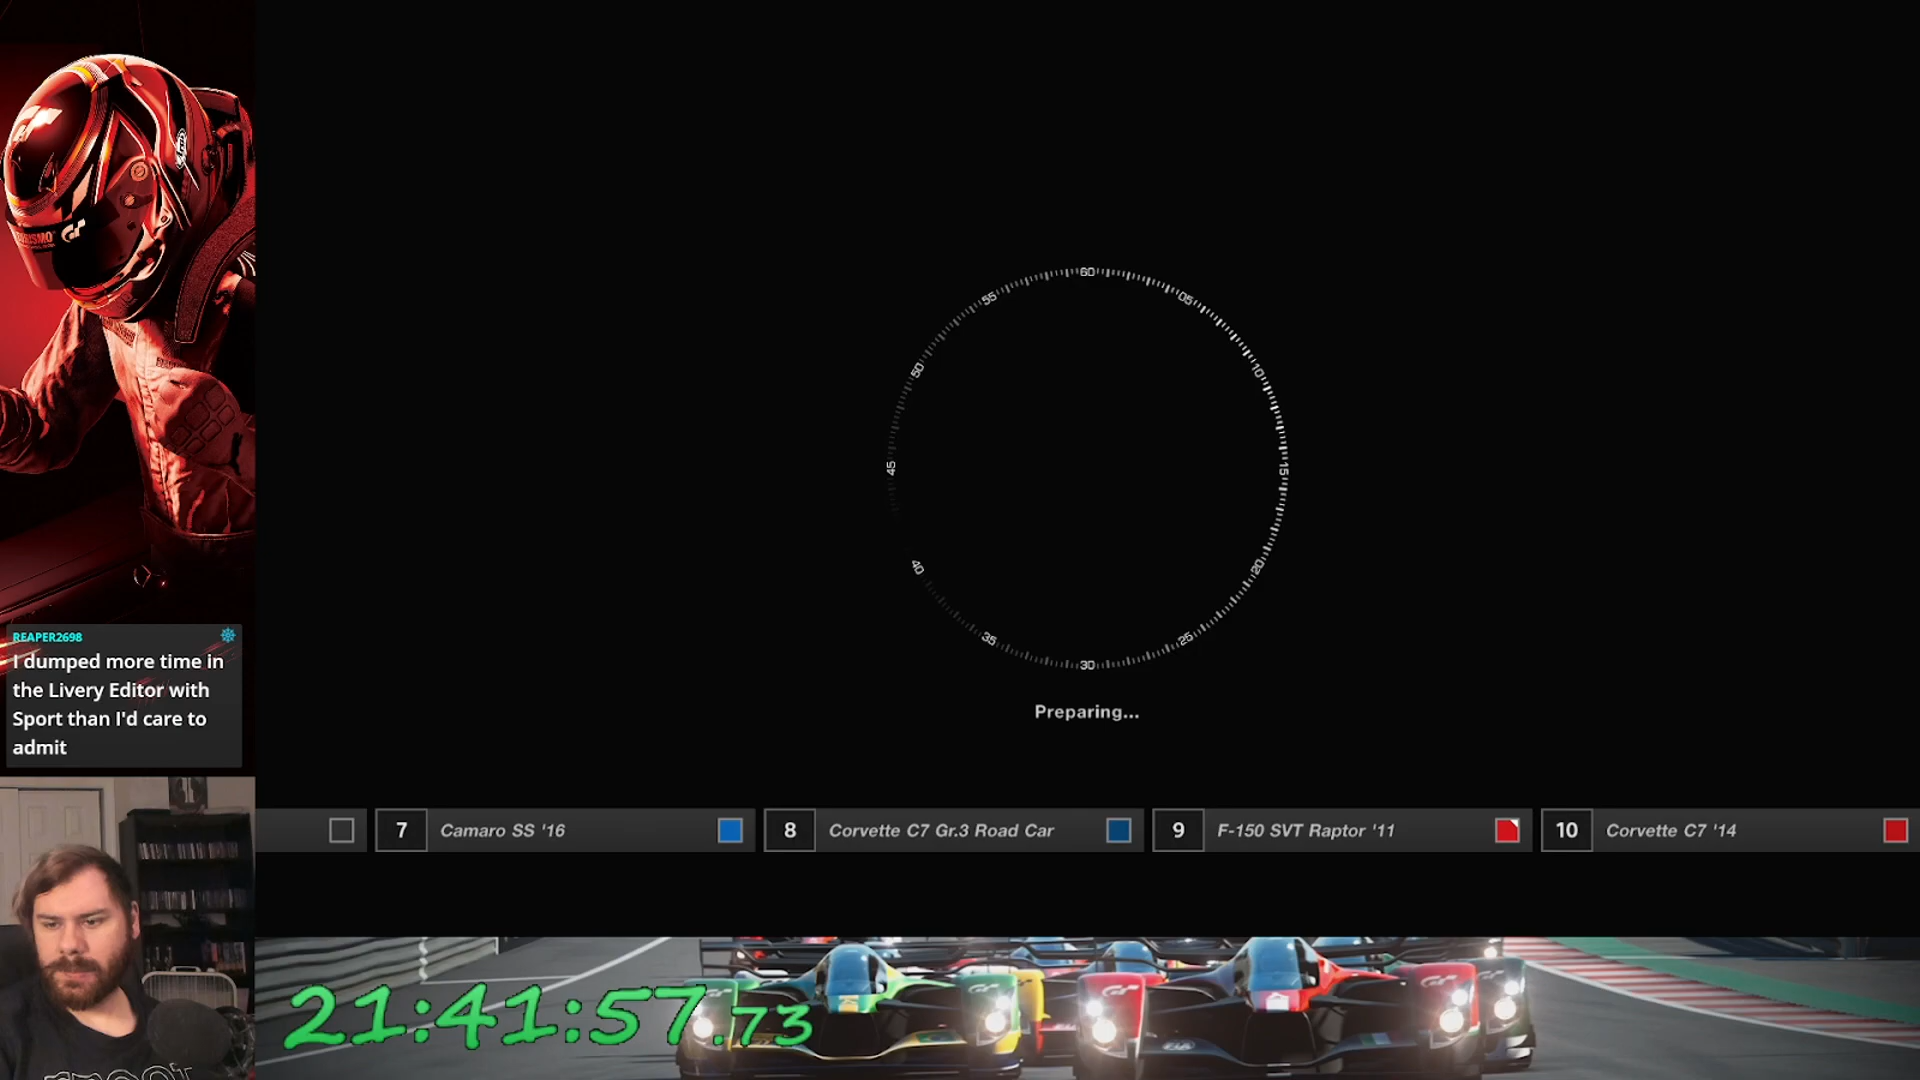 REAPER2698
I dumped more time in
the Livery Editor with
Sport than I'd care to
admit
60
55
05
50
10
45
15
40
20
35
25
30
Preparing...
7 Camaro SS '16
8 Corvette C7 Gr.3 Road Car
9 F-150 SVT Raptor '11
10 Corvette C7 '14
21:41:57.73